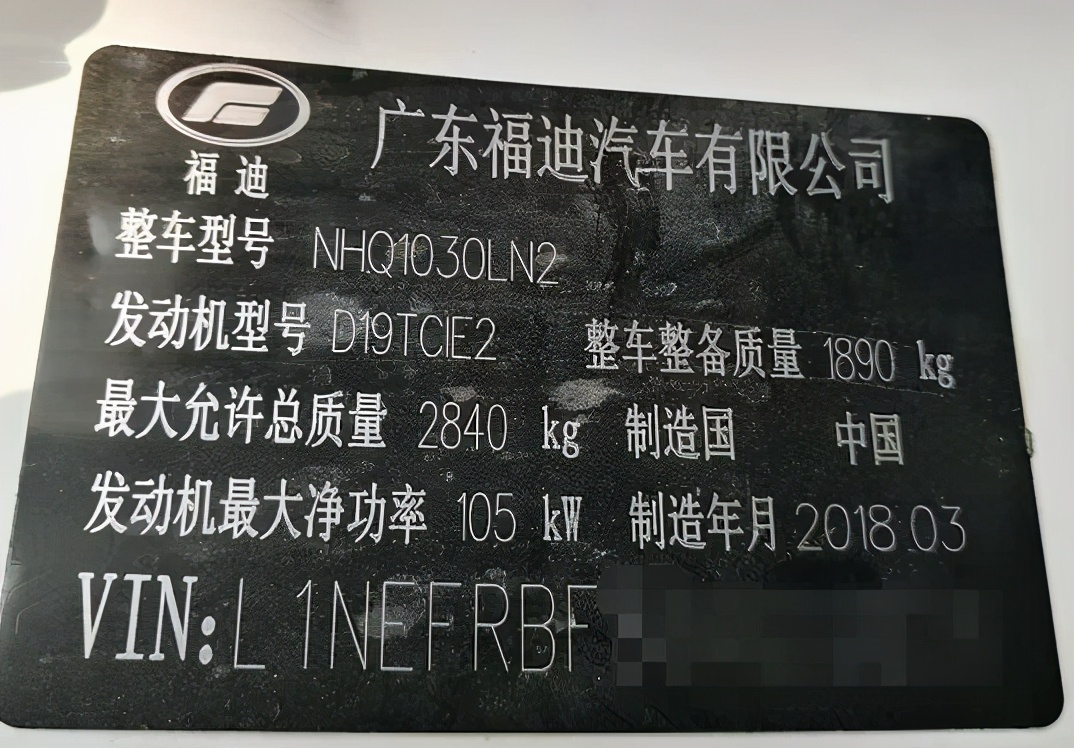 福迪
广东福迪汽车有限公司
整车型号 NHQ1030LN2
发动机型号 D19TCIE2 整车整备质量 1890 kg
最大允许总质量 2840 kg 制造国 中国
发动机最大净功率 105 kW 制造年月 2018.03
VIN:L1NEFRBF